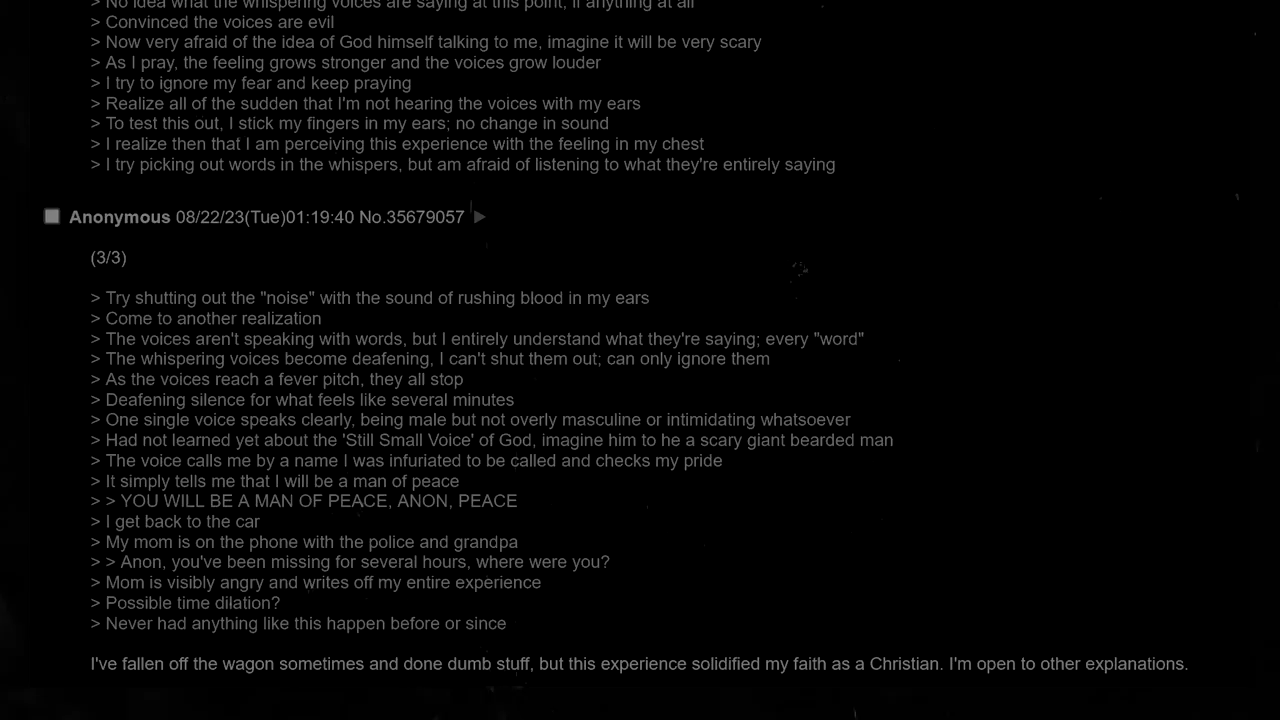 > No idea what the whispering voices are saying at this point, if anything at all
> Convinced the voices are evil
> Now very afraid of the idea of God himself talking to me, imagine it will be very scary
> As I pray, the feeling grows stronger and the voices grow louder
> I try to ignore my fear and keep praying
> Realize all of the sudden that I'm not hearing the voices with my ears
> To test this out, I stick my fingers in my ears; no change in sound
> I realize then that I am perceiving this experience with the feeling in my chest
> I try picking out words in the whispers, but am afraid of listening to what they're entirely saying
Anonymous 08/22/23(Tue)01:19:40 No.35679057 ▶
(3/3)
> Try shutting out the "noise" with the sound of rushing blood in my ears
> Come to another realization
> The voices aren't speaking with words, but I entirely understand what they're saying; every "word"
> The whispering voices become deafening, I can't shut them out; can only ignore them
> As the voices reach a fever pitch, they all stop
> Deafening silence for what feels like several minutes
> One single voice speaks clearly, being male but not overly masculine or intimidating whatsoever
> Had not learned yet about the 'Still Small Voice' of God, imagine him to he a scary giant bearded man
> The voice calls me by a name I was infuriated to be called and checks my pride
> It simply tells me that I will be a man of peace
> > YOU WILL BE A MAN OF PEACE, ANON, PEACE
> I get back to the car
> My mom is on the phone with the police and grandpa
> > Anon, you've been missing for several hours, where were you?
> Mom is visibly angry and writes off my entire experience
> Possible time dilation?
> Never had anything like this happen before or since
I've fallen off the wagon sometimes and done dumb stuff, but this experience solidified my faith as a Christian. I'm open to other explanations.